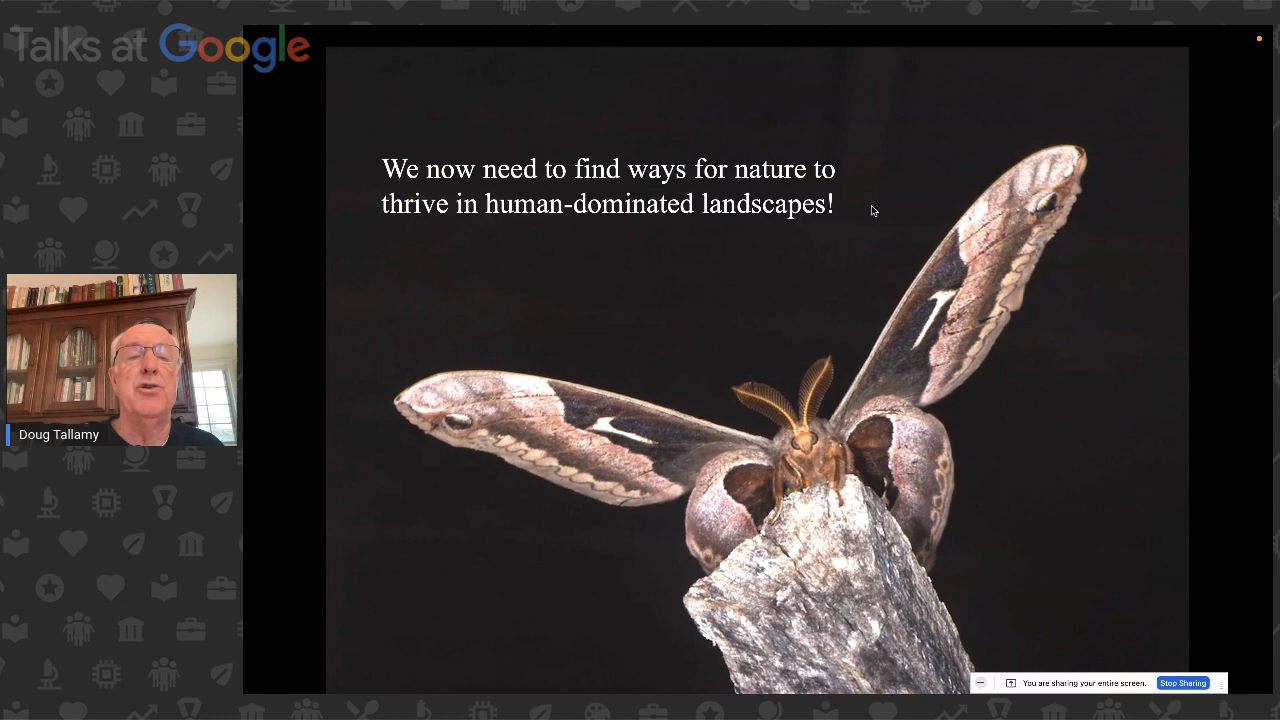 Talks at Google
We now need to find ways for nature to
thrive in human-dominated landscapes!
Doug Tallamy
You are sharing your entire screen.
Stop Sharing